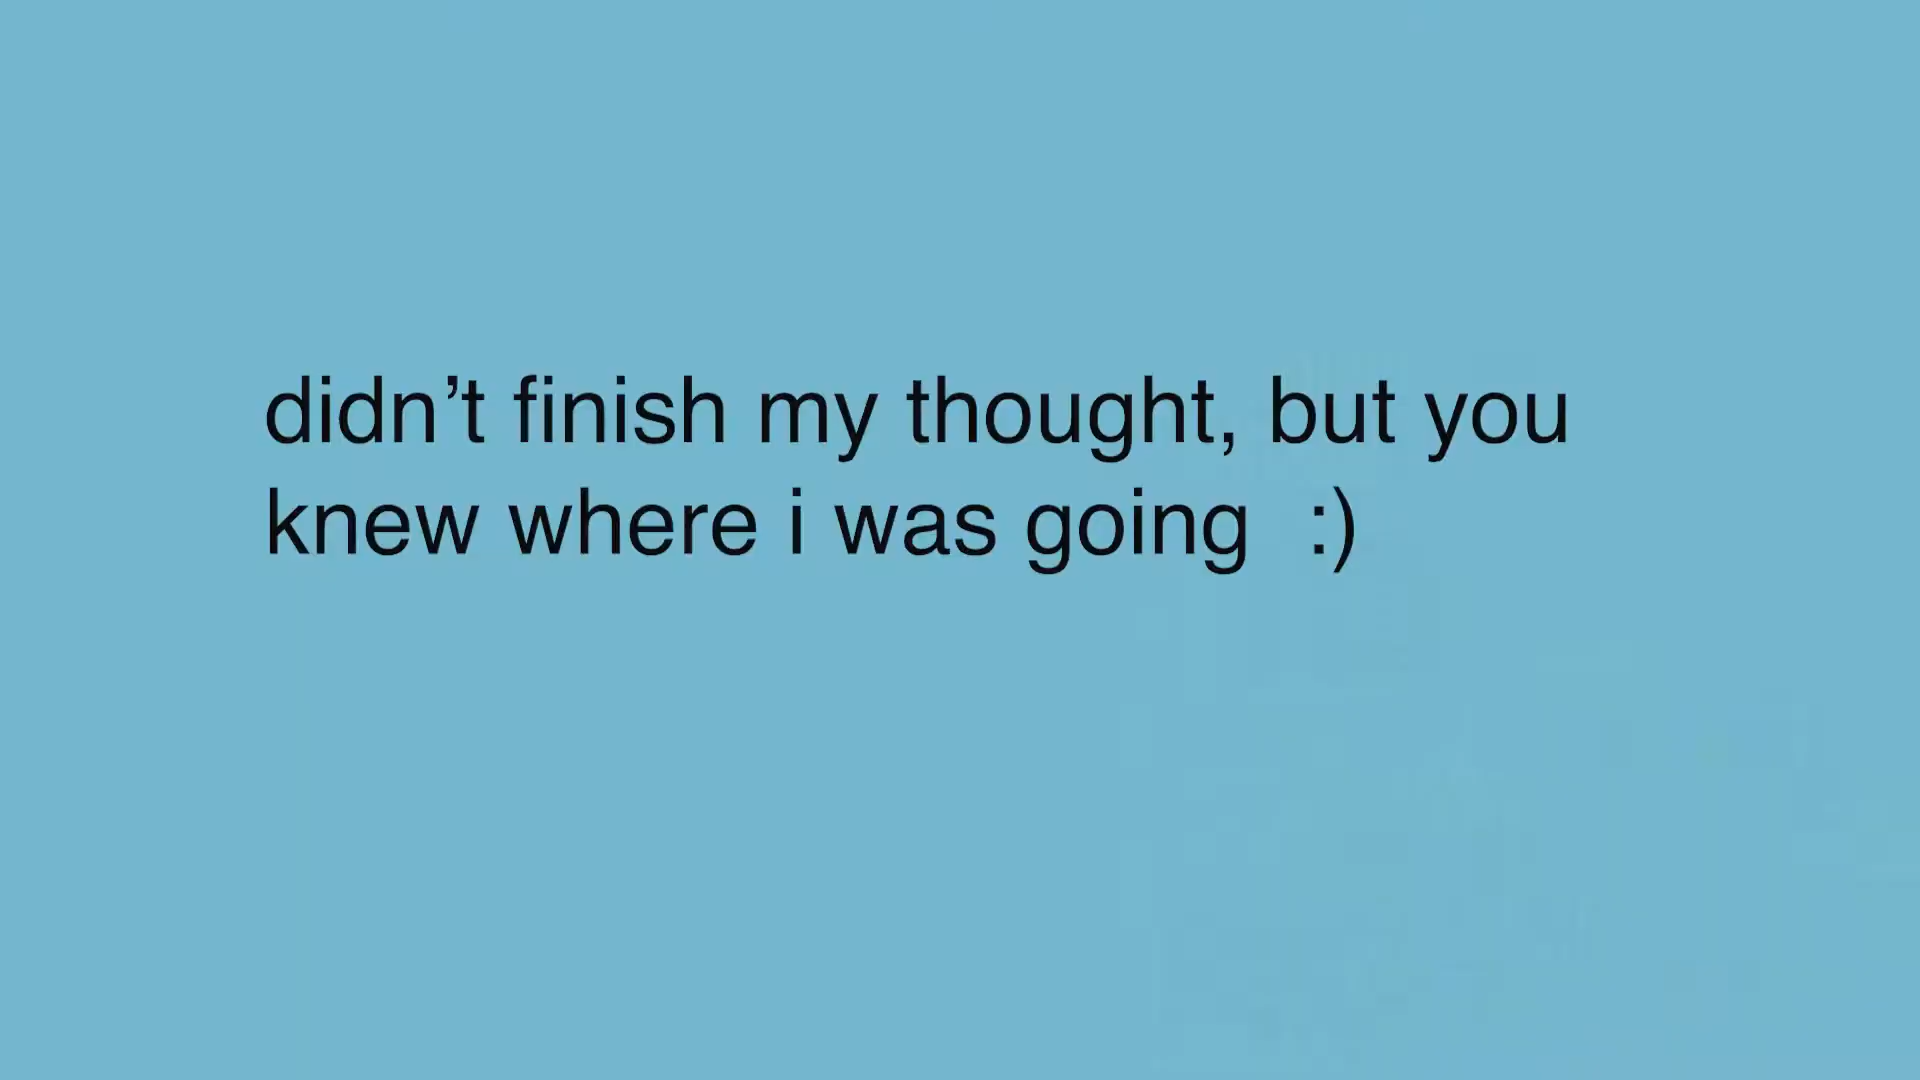 didn’t finish my thought, but you
knew where i was going  :)